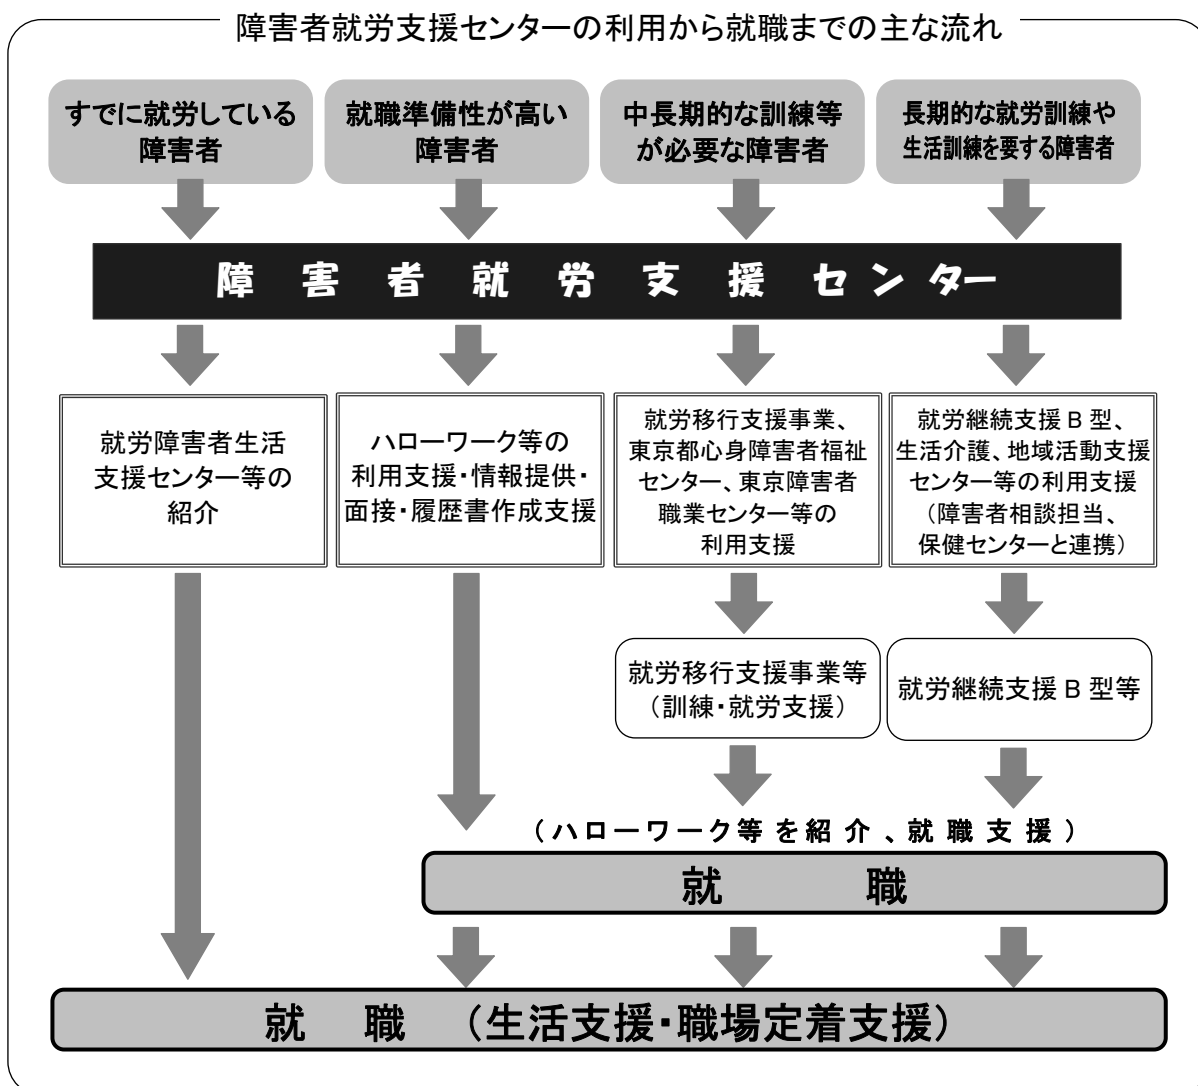 障害者就労支援センターの利用から就職までの主な流れ
すでに就労している
障害者
就職準備性が高い
障害者
中長期的な訓練等
が必要な障害者
長期的な就労訓練や
生活訓練を要する障害者
障害者就労支援センター
就労障害者生活
支援センター等の
紹介
ハローワーク等の
利用支援・情報提供・
面接・履歴書作成支援
就労移行支援事業、
東京都心身障害者福祉
センター、東京障害者
職業センター等の
利用支援
就労継続支援B型、
生活介護、地域活動支援
センター等の利用支援
(障害者相談担当、
保健センターと連携)
就労移行支援事業等
(訓練・就労支援)
就労継続支援B型等
(ハローワーク等を紹介、就職支援)
就職
就職 (生活支援・職場定着支援)